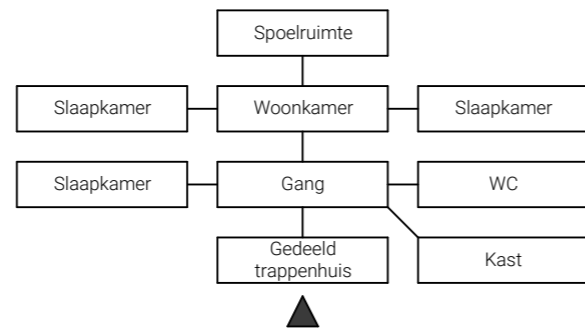 Spoelruimte
Slaapkamer
Woonkamer
Slaapkamer
Slaapkamer
Gang
WC
Gedeeld
trappenhuis
Kast